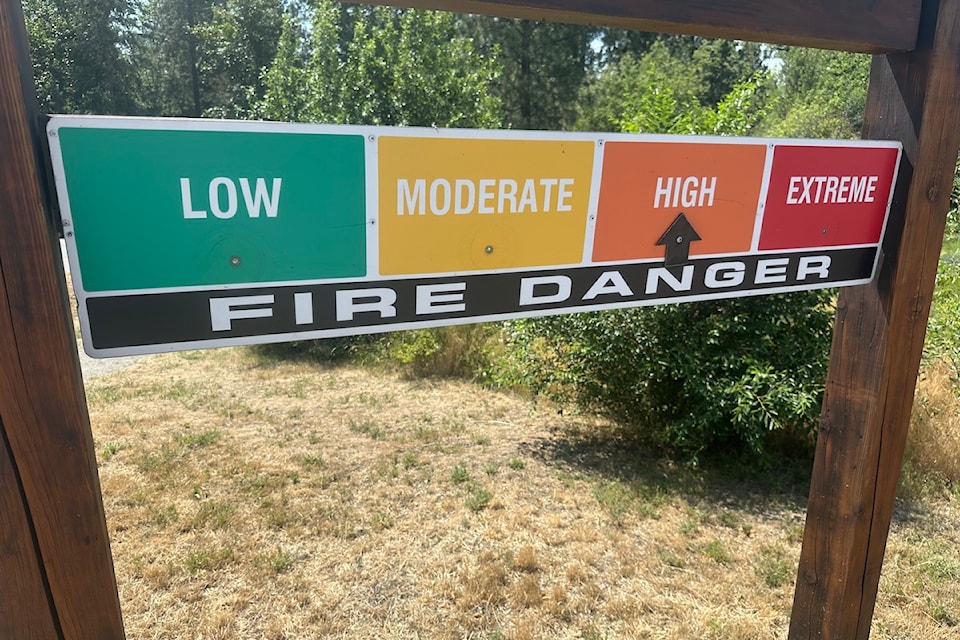 LOW MODERATE HIGH EXTREME
FIRE DANGER